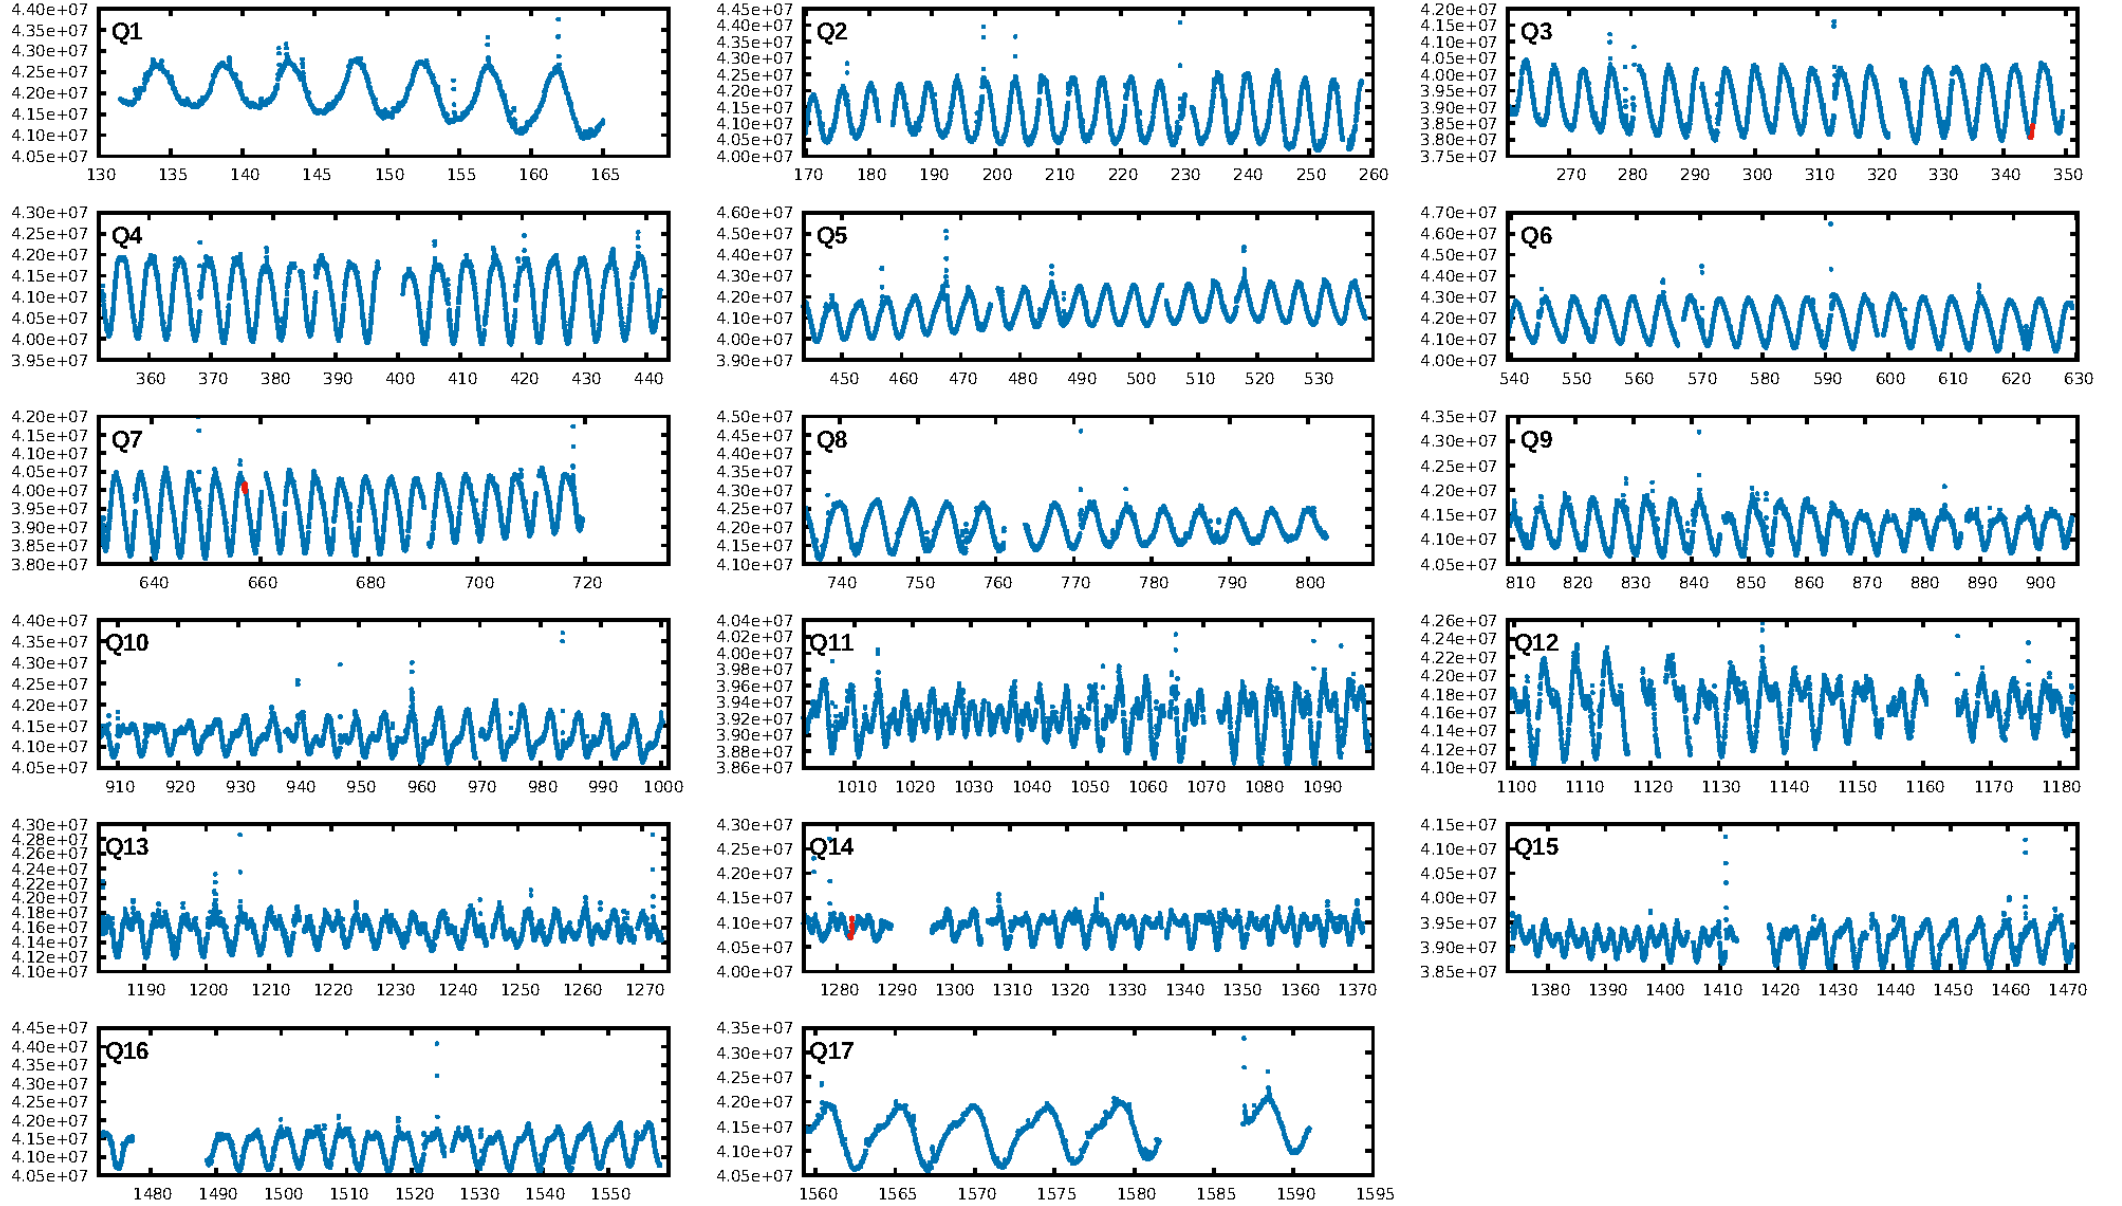 Q1
4.40e+07
4.35e+07
4.30e+07
4.25e+07
4.20e+07
4.15e+07
4.10e+07
4.05e+07
130 135 140 145 150 155 160 165
Q2
4.45e+07
4.40e+07
4.35e+07
4.30e+07
4.25e+07
4.20e+07
4.15e+07
4.10e+07
4.05e+07
4.00e+07
170 180 190 200 210 220 230 240 250 260
Q3
4.20e+07
4.15e+07
4.10e+07
4.05e+07
4.00e+07
3.95e+07
3.90e+07
3.85e+07
3.80e+07
3.75e+07
270 280 290 300 310 320 330 340 350
Q4
4.30e+07
4.25e+07
4.20e+07
4.15e+07
4.10e+07
4.05e+07
4.00e+07
3.95e+07
360 370 380 390 400 410 420 430 440
Q5
4.60e+07
4.50e+07
4.40e+07
4.30e+07
4.20e+07
4.10e+07
4.00e+07
3.90e+07
450 460 470 480 490 500 510 520 530
Q6
4.70e+07
4.60e+07
4.50e+07
4.40e+07
4.30e+07
4.20e+07
4.10e+07
4.00e+07
540 550 560 570 580 590 600 610 620 630
Q7
4.20e+07
4.15e+07
4.10e+07
4.05e+07
4.00e+07
3.95e+07
3.90e+07
3.85e+07
3.80e+07
640 660 680 700 720
Q8
4.50e+07
4.45e+07
4.40e+07
4.35e+07
4.30e+07
4.25e+07
4.20e+07
4.15e+07
4.10e+07
740 750 760 770 780 790 800
Q9
4.35e+07
4.30e+07
4.25e+07
4.20e+07
4.15e+07
4.10e+07
4.05e+07
810 820 830 840 850 860 870 880 890 900
Q10
4.40e+07
4.35e+07
4.30e+07
4.25e+07
4.20e+07
4.15e+07
4.10e+07
4.05e+07
910 920 930 940 950 960 970 980 990 1000
Q11
4.04e+07
4.02e+07
4.00e+07
3.98e+07
3.96e+07
3.94e+07
3.92e+07
3.90e+07
3.88e+07
3.86e+07
1010 1020 1030 1040 1050 1060 1070 1080 1090
Q12
4.26e+07
4.24e+07
4.22e+07
4.20e+07
4.18e+07
4.16e+07
4.14e+07
4.12e+07
4.10e+07
1100 1110 1120 1130 1140 1150 1160 1170 1180
Q13
4.30e+07
4.28e+07
4.26e+07
4.24e+07
4.22e+07
4.20e+07
4.18e+07
4.16e+07
4.14e+07
4.12e+07
4.10e+07
1190 1200 1210 1220 1230 1240 1250 1260 1270
Q14
4.30e+07
4.25e+07
4.20e+07
4.15e+07
4.10e+07
4.05e+07
4.00e+07
1280 1290 1300 1310 1320 1330 1340 1350 1360 1370
Q15
4.15e+07
4.10e+07
4.05e+07
4.00e+07
3.95e+07
3.90e+07
3.85e+07
1380 1390 1400 1410 1420 1430 1440 1450 1460 1470
Q16
4.45e+07
4.40e+07
4.35e+07
4.30e+07
4.25e+07
4.20e+07
4.15e+07
4.10e+07
4.05e+07
1480 1490 1500 1510 1520 1530 1540 1550
Q17
4.35e+07
4.30e+07
4.25e+07
4.20e+07
4.15e+07
4.10e+07
4.05e+07
1560 1565 1570 1575 1580 1585 1590 1595